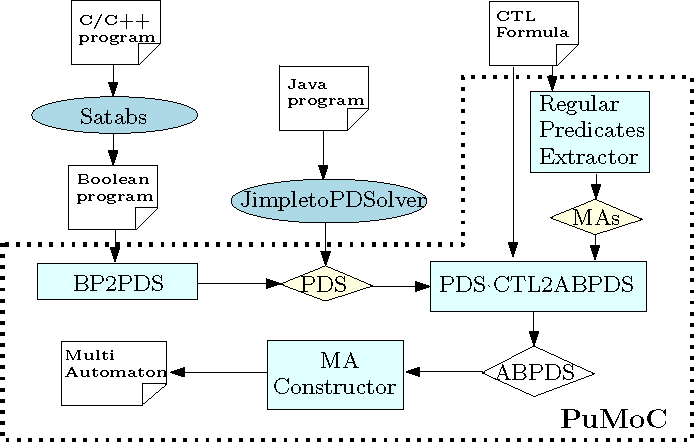 C/C++
program
CTL
Formula
Java
program
Regular
Predicates
Extractor
Satabs
Boolean
program
JimpletoPDSolver
MAs
BP2PDS
PDS
PDS·CTL2ABPDS
Multi
Automaton
MA
Constructor
ABPDS
PuMoC